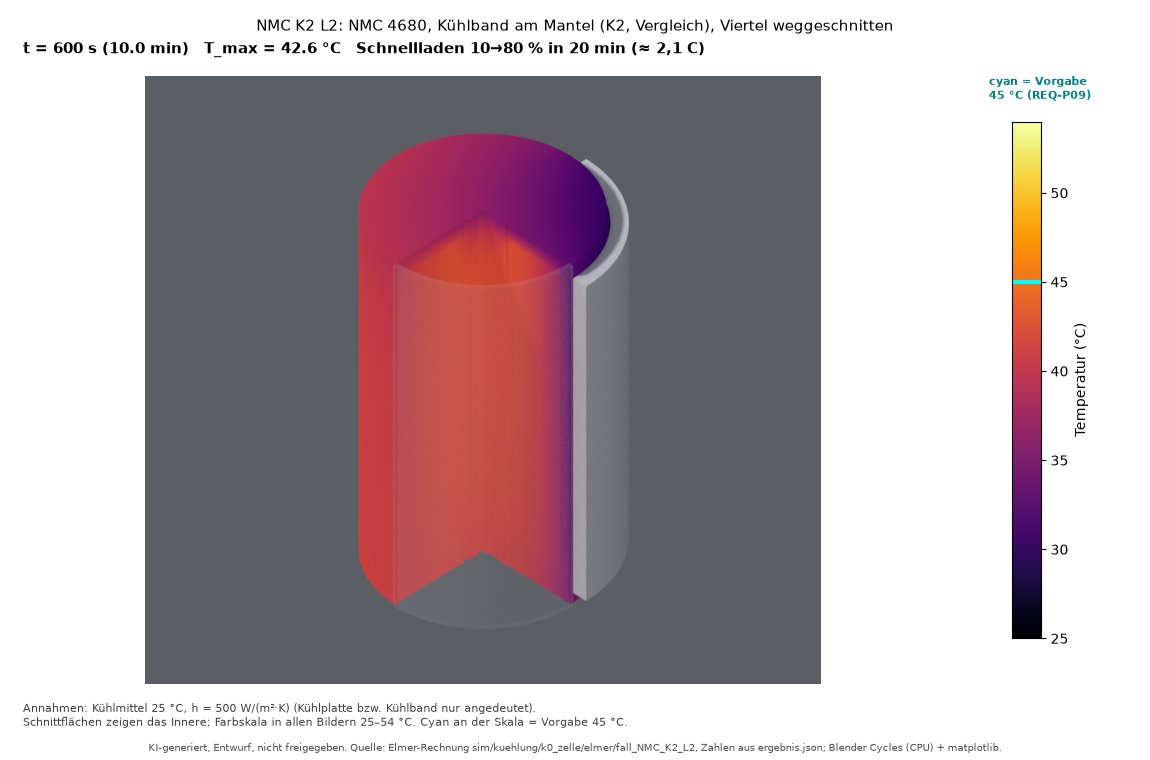 NMC K2 L2: NMC 4680, Kühlband am Mantel (K2, Vergleich), Viertel weggeschnitten
t = 600 s (10.0 min)   T_max = 42.6 °C   Schnellladen 10→80 % in 20 min (≈ 2,1 C)
cyan = Vorgabe
45 °C (REQ-P09)
50
45
40
35
30
25
Temperatur (°C)
Annahmen: Kühlmittel 25 °C, h = 500 W/(m²·K) (Kühlplatte bzw. Kühlband nur angedeutet).
Schnittflächen zeigen das Innere; Farbskala in allen Bildern 25–54 °C. Cyan an der Skala = Vorgabe 45 °C.
KI-generiert, Entwurf, nicht freigegeben. Quelle: Elmer-Rechnung sim/kuehlung/k0_zelle/elmer/fall_NMC_K2_L2, Zahlen aus ergebnis.json; Blender Cycles (CPU) + matplotlib.